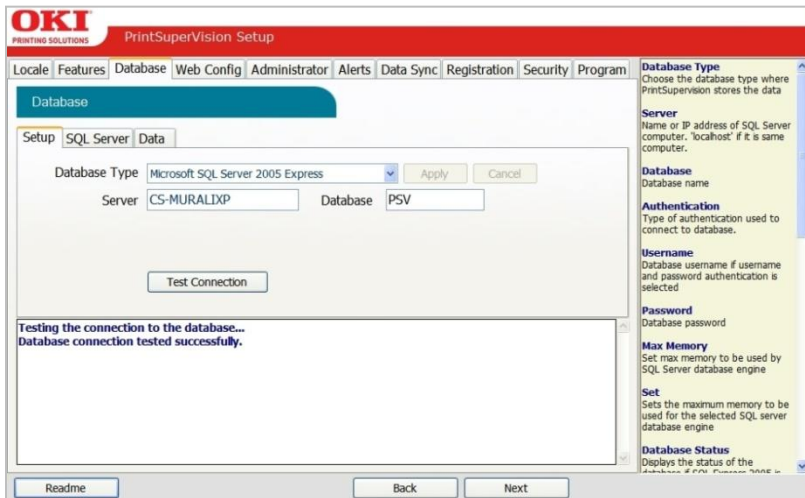 OKI
PRINTING SOLUTIONS
PrintSuperVision Setup
Locale Features Database Web Config Administrator Alerts Data Sync Registration Security Program
Database
Setup SQL Server Data
Database Type Microsoft SQL Server 2005 Express Apply Cancel
Server CS-MURALIXP Database PSV
Test Connection
Testing the connection to the database...
Database connection tested successfully.
Readme Back Next
Database Type
Choose the database type where
PrintSupervision stores the data
Server
Name or IP address of SQL Server
computer. 'localhost' if it is same
computer.
Database
Database name
Authentication
Type of authentication used to
connect to database.
Username
Database username if username
and password authentication is
selected
Password
Database password
Max Memory
Set max memory to be used by
SQL Server database engine
Set
Sets the maximum memory to be
used for the selected SQL server
database engine
Database Status
Displays the status of the
database if SQL Express 2005 is